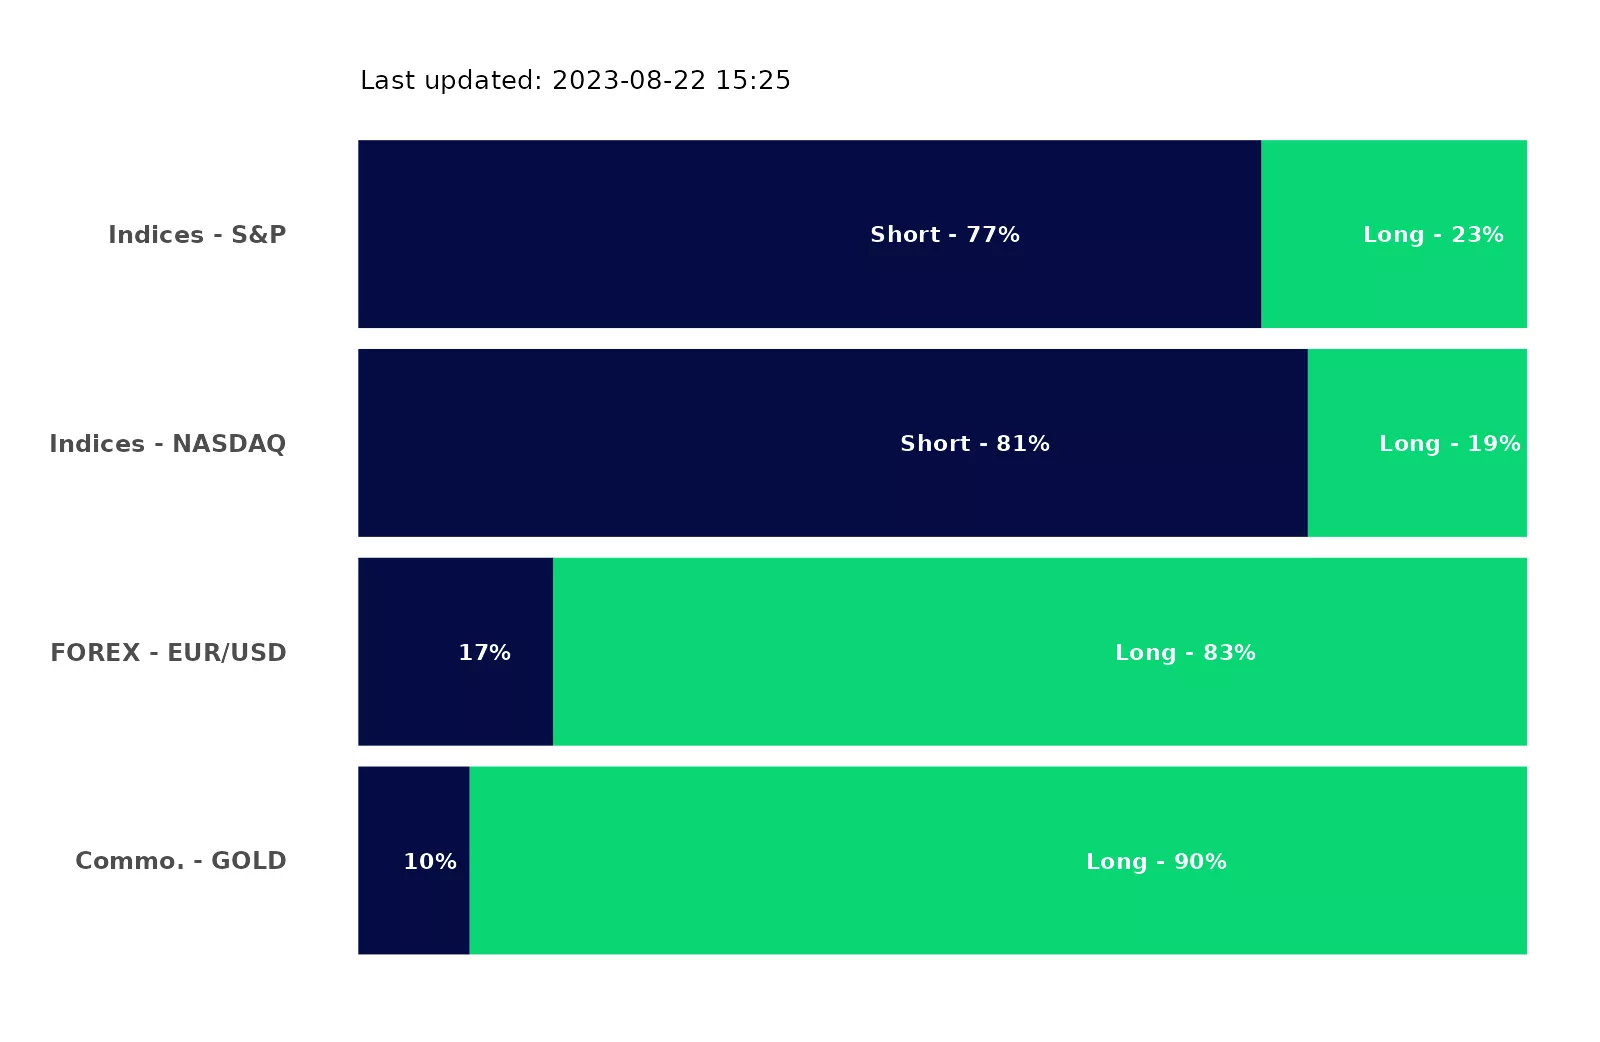 Last updated: 2023-08-22 15:25
Indices - S&P Short - 77% Long - 23%
Indices - NASDAQ Short - 81% Long - 19%
FOREX - EUR/USD 17% Long - 83%
Commo. - GOLD 10% Long - 90%